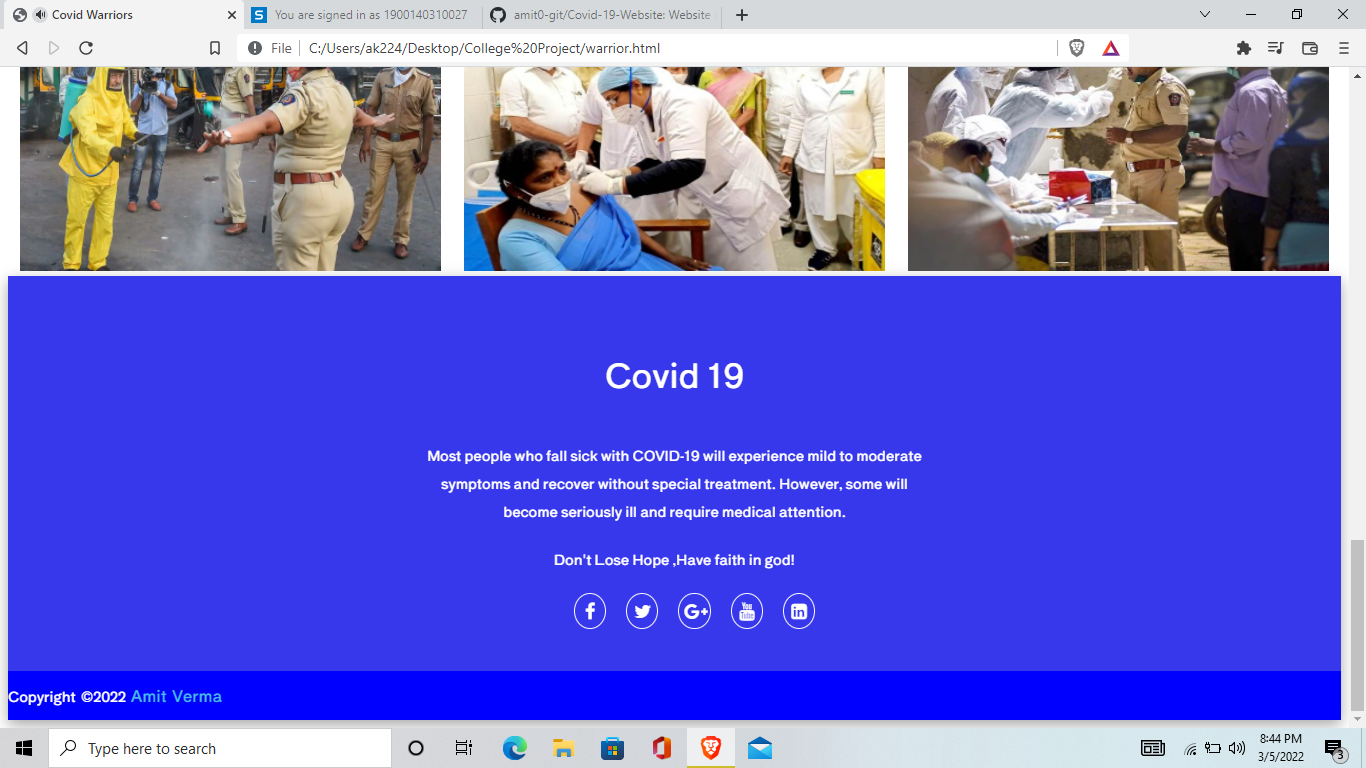 Covid Warriors
You are signed in as 1900140310027
amit0-git/Covid-19-Website: Website
File
C:/Users/ak224/Desktop/College%20Project/warrior.html
Covid 19
Most people who fall sick with COVID-19 will experience mild to moderate
symptoms and recover without special treatment. However, some will
become seriously ill and require medical attention.
Don't Lose Hope ,Have faith in god!
You
Tube
Copyright ©2022 Amit Verma
Type here to search
8:44 PM
3/5/2022
3